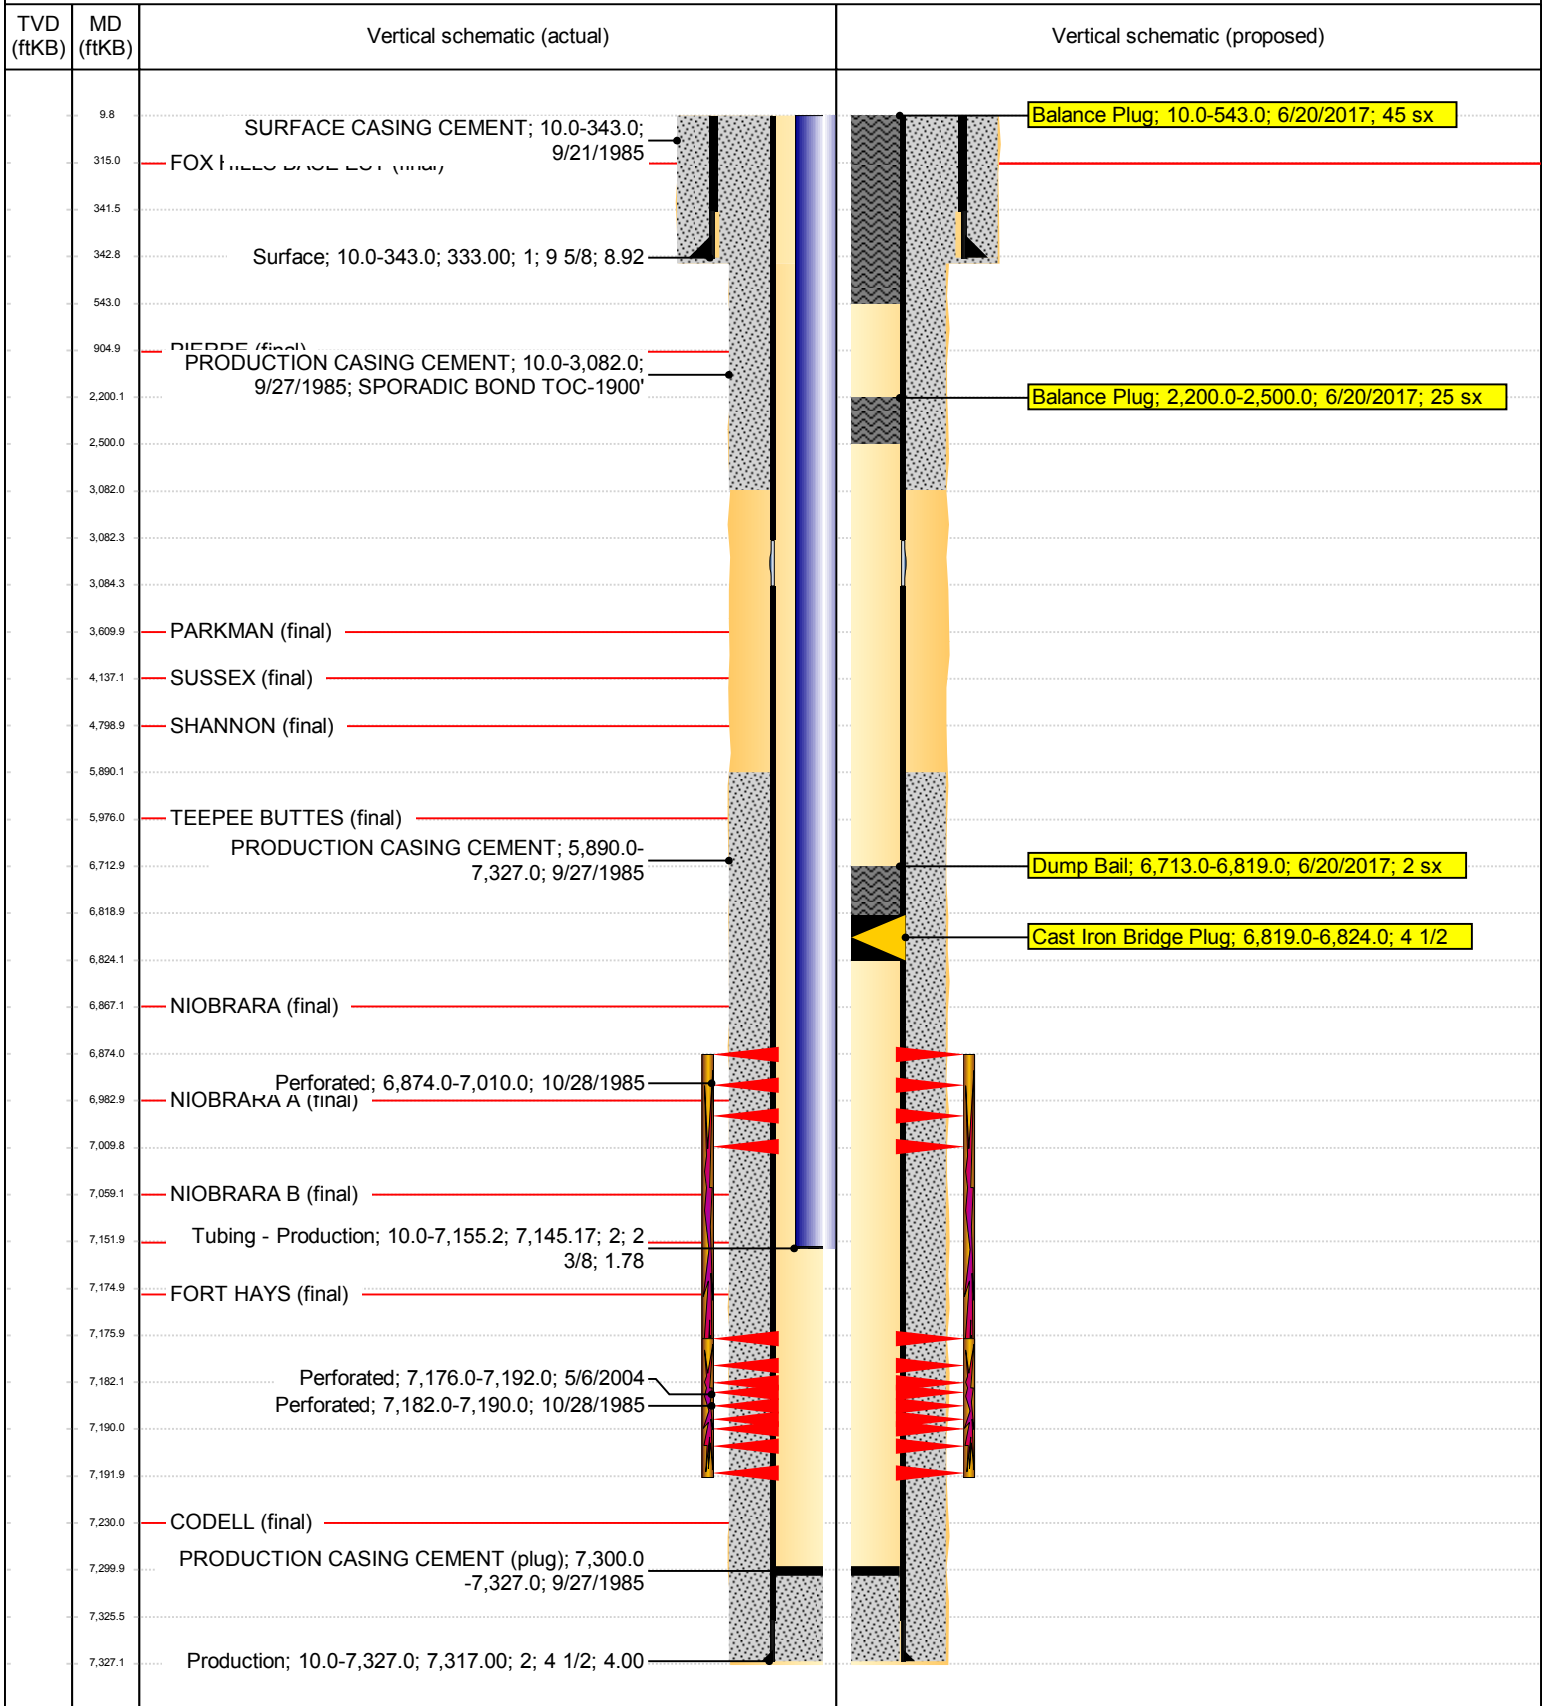 TVD (ftKB)
MD (ftKB)
Vertical schematic (actual)
Vertical schematic (proposed)
9.8
SURFACE CASING CEMENT; 10.0-343.0;
9/21/1985
Balance Plug; 10.0-543.0; 6/20/2017; 45 sx
315.0
FOX HILLS BASE EST (final)
341.5
342.8
Surface; 10.0-343.0; 333.00; 1; 9 5/8; 8.92
543.0
904.9
PIERRE (final)
PRODUCTION CASING CEMENT; 10.0-3,082.0;
9/27/1985; SPORADIC BOND TOC-1900'
2,200.1
Balance Plug; 2,200.0-2,500.0; 6/20/2017; 25 sx
2,500.0
3,082.0
3,082.3
3,084.3
3,609.9
PARKMAN (final)
4,137.1
SUSSEX (final)
4,798.9
SHANNON (final)
5,890.1
5,976.0
TEEPEE BUTTES (final)
PRODUCTION CASING CEMENT; 5,890.0-
7,327.0; 9/27/1985
6,712.9
Dump Bail; 6,713.0-6,819.0; 6/20/2017; 2 sx
6,818.9
Cast Iron Bridge Plug; 6,819.0-6,824.0; 4 1/2
6,824.1
6,867.1
NIOBRARA (final)
6,874.0
Perforated; 6,874.0-7,010.0; 10/28/1985
6,982.9
NIOBRARA A (final)
7,009.8
7,059.1
NIOBRARA B (final)
7,151.9
Tubing - Production; 10.0-7,155.2; 7,145.17; 2; 2
3/8; 1.78
7,174.9
FORT HAYS (final)
7,175.9
7,182.1
Perforated; 7,176.0-7,192.0; 5/6/2004
Perforated; 7,182.0-7,190.0; 10/28/1985
7,190.0
7,191.9
7,230.0
CODELL (final)
7,299.9
PRODUCTION CASING CEMENT (plug); 7,300.0
-7,327.0; 9/27/1985
7,325.5
7,327.1
Production; 10.0-7,327.0; 7,317.00; 2; 4 1/2; 4.00